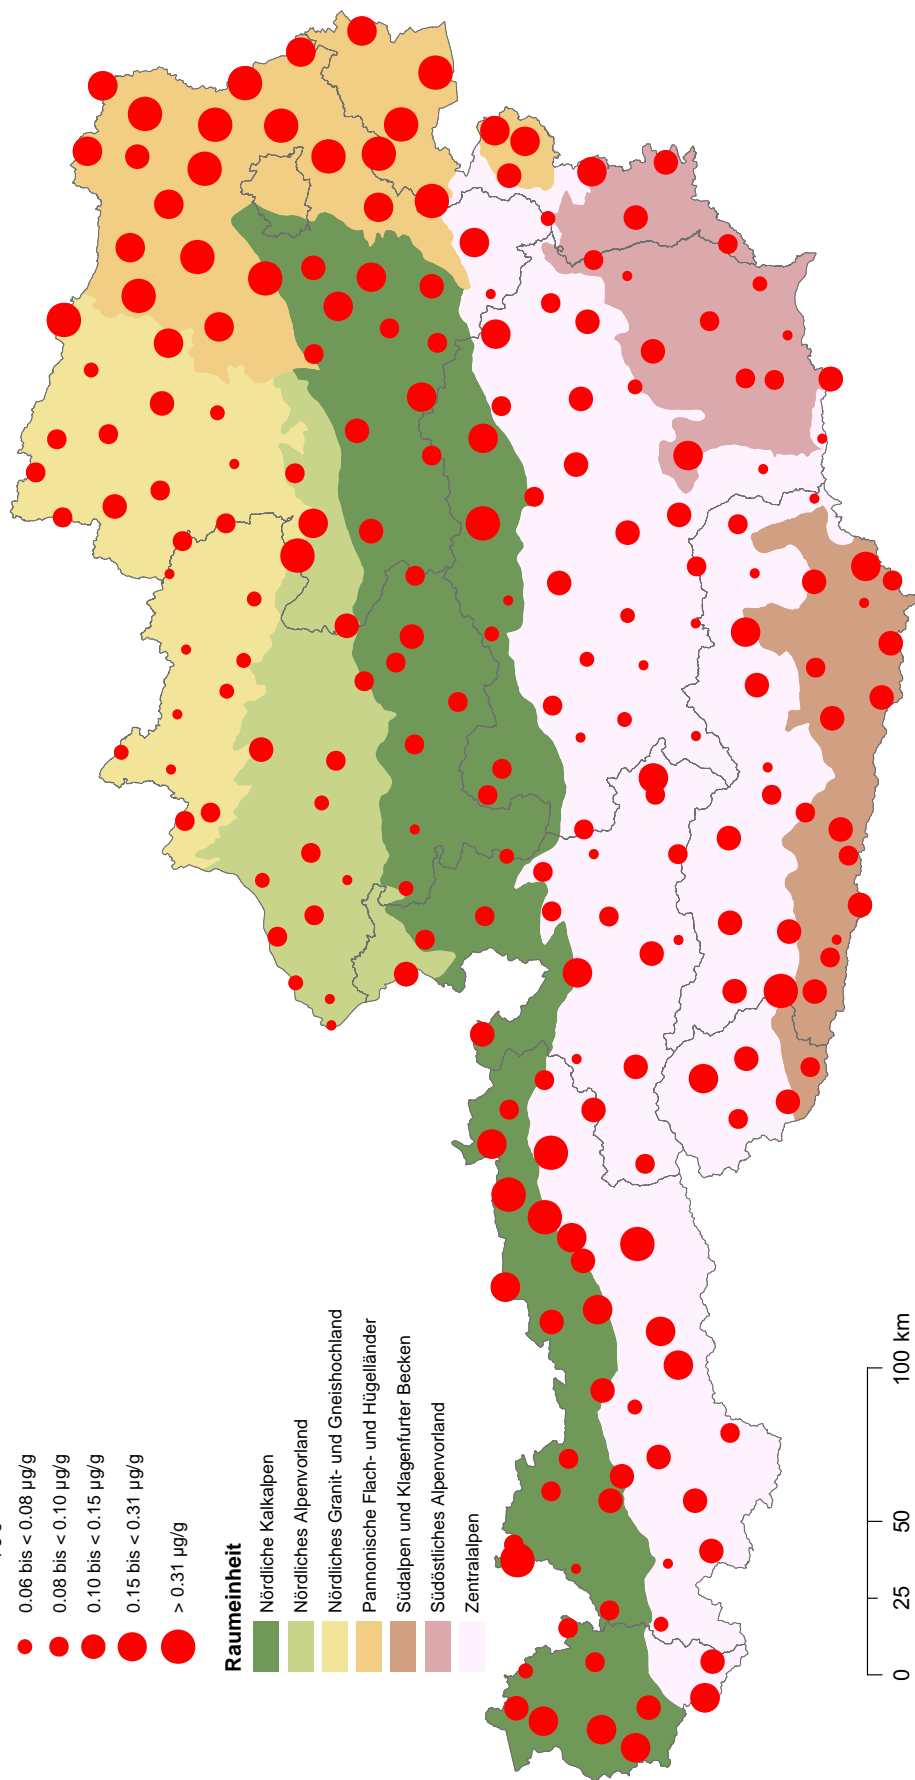 0.06 bis < 0.08 µg/g
0.08 bis < 0.10 µg/g
0.10 bis < 0.15 µg/g
0.15 bis < 0.31 µg/g
> 0.31 µg/g
Raumeinheit
Nördliche Kalkalpen
Nördliches Alpenvorland
Nördliches Granit- und Gneishochland
Pannonische Flach- und Hügelländer
Südalpen und Klagenfurter Becken
Südöstliches Alpenvorland
Zentralalpen
0 25 50 100 km